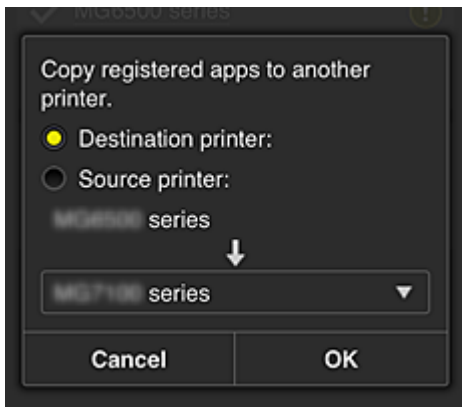 MG6500 series
Copy registered apps to another
printer.
Destination printer:
Source printer:
series
series
Cancel
OK